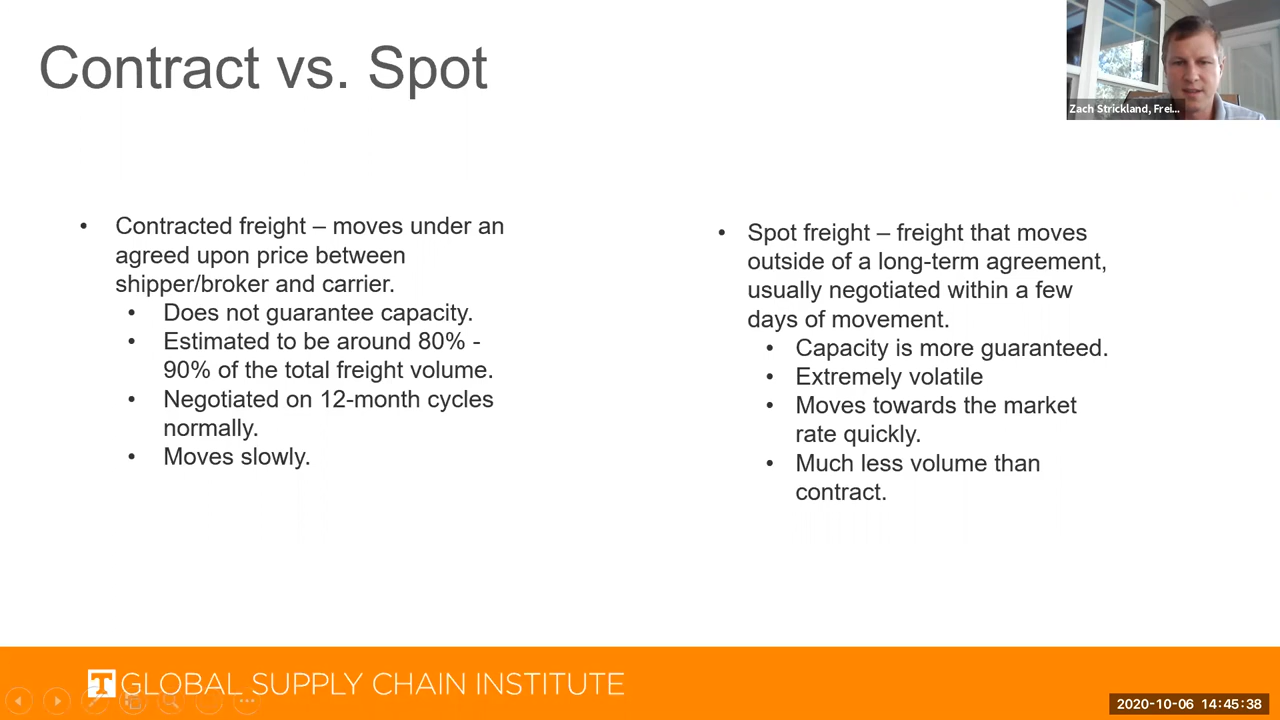 Contract vs. Spot
Zach Strickland, Frei...
• Contracted freight – moves under an
agreed upon price between
shipper/broker and carrier.
• Does not guarantee capacity.
• Estimated to be around 80% -
90% of the total freight volume.
• Negotiated on 12-month cycles
normally.
• Moves slowly.
• Spot freight – freight that moves
outside of a long-term agreement,
usually negotiated within a few
days of movement.
• Capacity is more guaranteed.
• Extremely volatile
• Moves towards the market
rate quickly.
• Much less volume than
contract.
T GLOBAL SUPPLY CHAIN INSTITUTE
2020-10-06 14:45:38